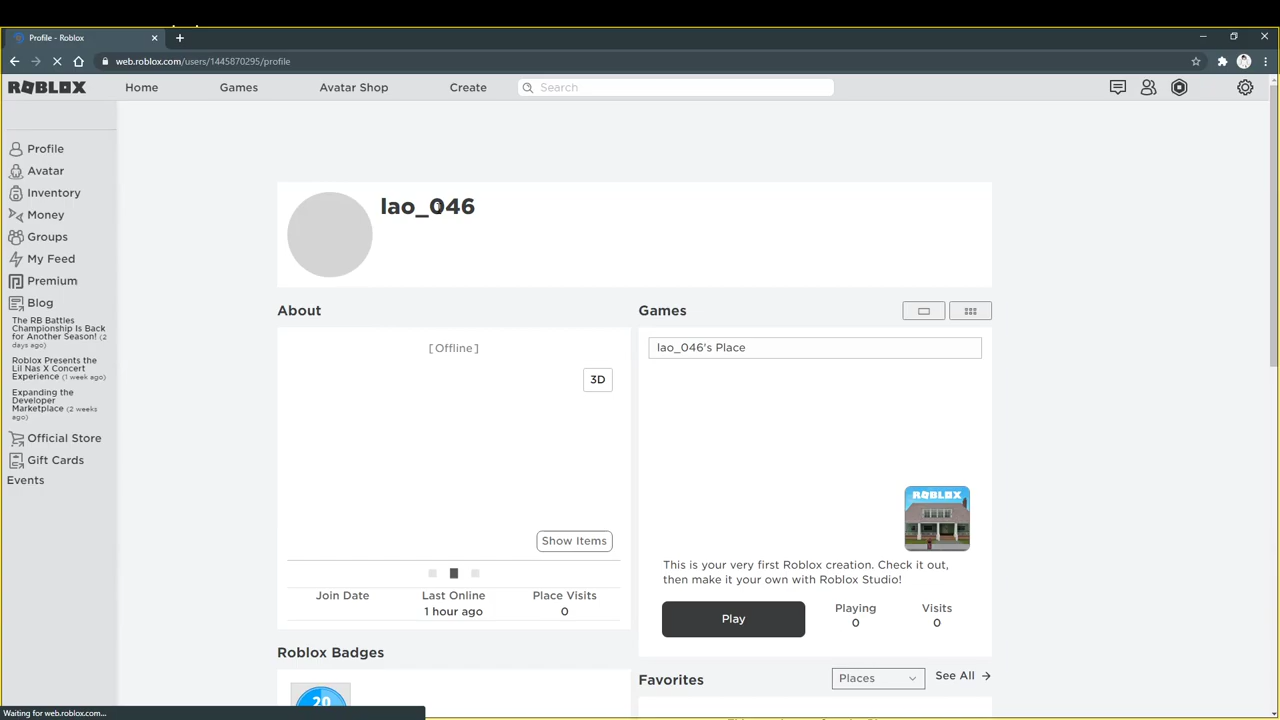 Profile - Roblox
web.roblox.com/users/1445870295/profile
ROBLOX
Home
Games
Avatar Shop
Create
Search
Profile
Avatar
Inventory
Money
Groups
My Feed
Premium
Blog
The RB Battles
Championship Is Back
for Another Season! (2
days ago)
Roblox Presents the
Lil Nas X Concert
Experience (1 week ago)
Expanding the
Developer
Marketplace (2 weeks
ago)
Official Store
Gift Cards
Events
lao_046
About
[Offline]
3D
Show Items
Join Date
Last Online
1 hour ago
Place Visits
0
Roblox Badges
20
Games
lao_046's Place
ROBLOX
This is your very first Roblox creation. Check it out,
then make it your own with Roblox Studio!
Play
Playing
0
Visits
0
Favorites
Places
See All
Waiting for web.roblox.com...